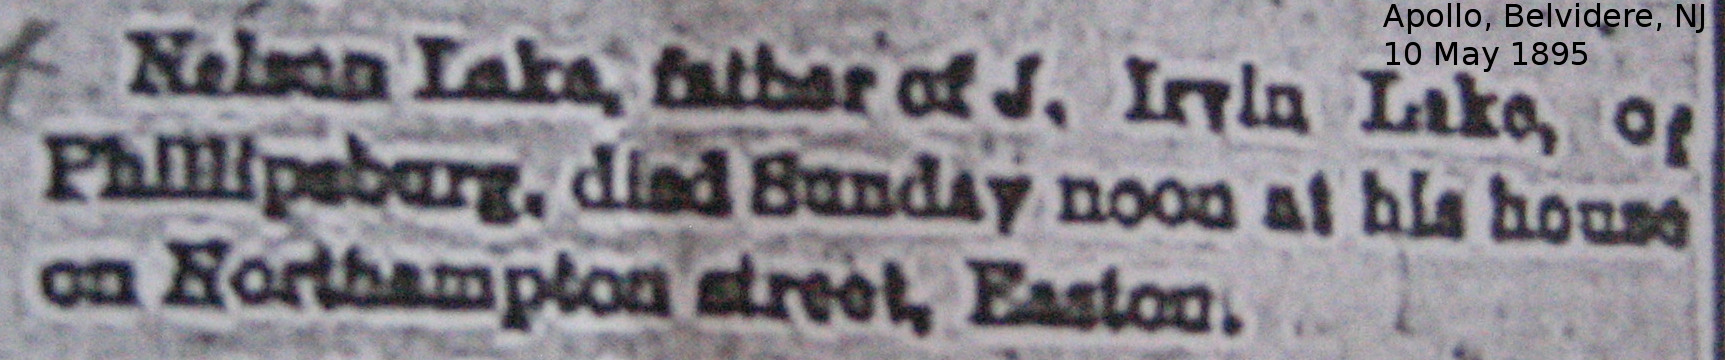 Apollo, Belvidere, NJ
10 May 1895
Nelson Lake, father of J. Irvin Lake, of
Phillipsburg, died Sunday noon at his house
on Northampton street, Easton.